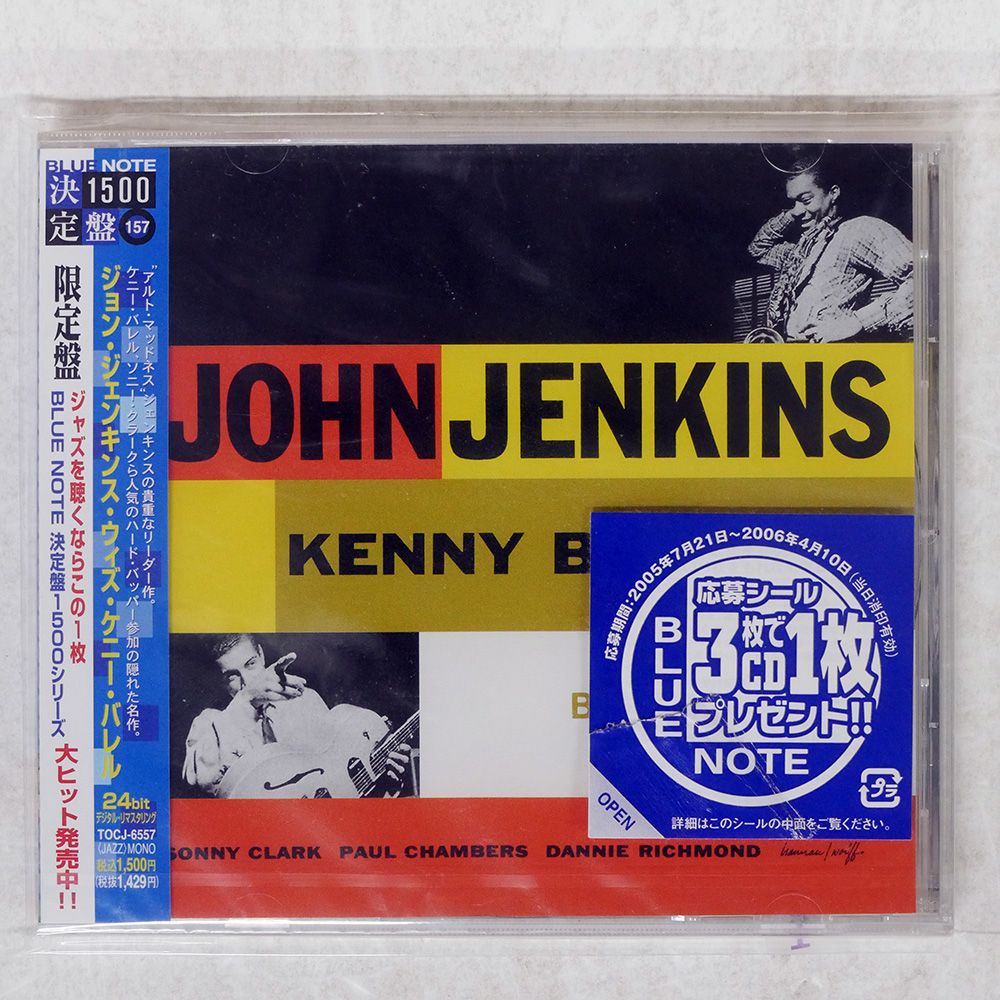 BLUE NOTE
決定盤
1500
157
限定盤
ジャズを聴くならこの1枚
BLUE NOTE 決定盤1500シリーズ 大ヒット発売中!!
"アルト・マッドネス"ジェンキンスの貴重なリーダー作。
ケニー・バレル、ソニー・クラークら人気のハード・バッパー参加の隠れた名作。
ジョン・ジェンキンス・ウィズ・ケニー・バレル
24bit
デジタル・リマスタリング
TOCJ-6557
(JAZZ) MONO
税込1,500円
(税抜1,429円)
JOHN JENKINS
KENNY B
B
SONNY CLARK PAUL CHAMBERS DANNIE RICHMOND
応募期間:2005年7月21日~2006年4月10日(当日消印有効)
BLUE
応募シール
3枚で1枚
CD
プレゼント!!
NOTE
OPEN
プラ
詳細はこのシールの中面をご覧ください。